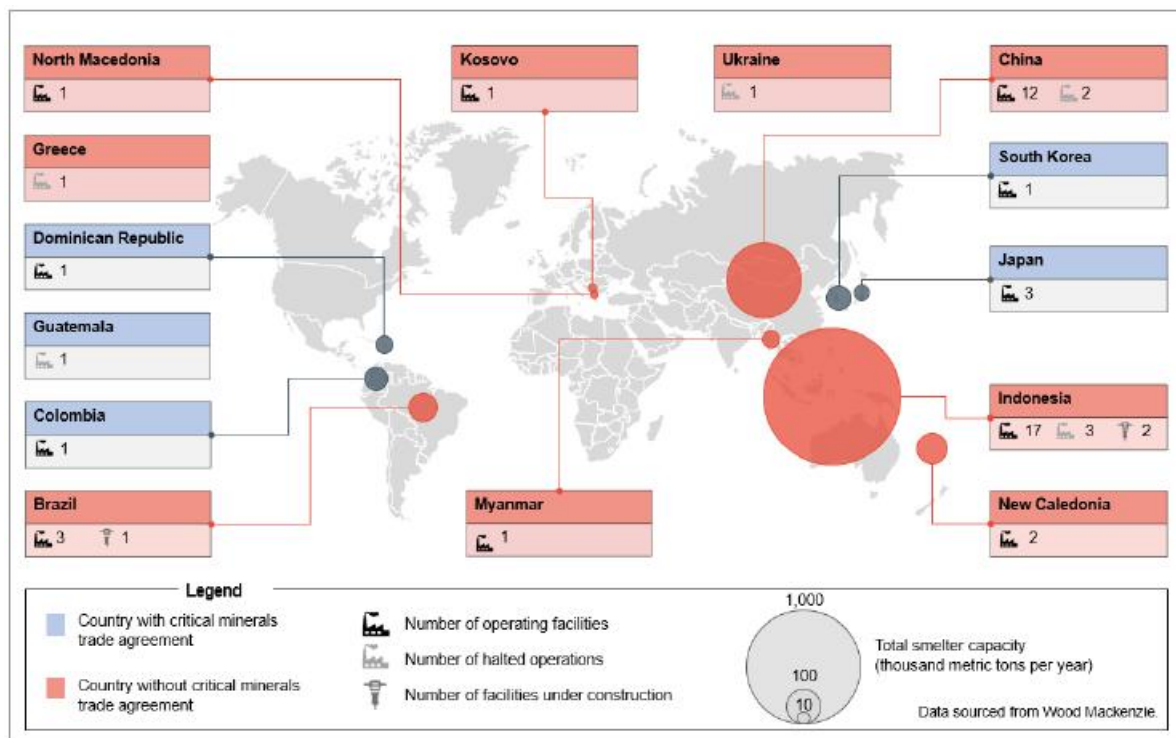 North Macedonia
1
Kosovo
1
Ukraine
1
China
12 2
Greece
1
South Korea
1
Dominican Republic
1
Japan
3
Guatemala
1
Colombia
1
Indonesia
17 3 2
Brazil
3 1
Myanmar
1
New Caledonia
2
Legend
Country with critical minerals
trade agreement
Country without critical minerals
trade agreement
Number of operating facilities
Number of halted operations
Number of facilities under construction
1,000
100
10
Total smelter capacity
(thousand metric tons per year)
Data sourced from Wood Mackenzie.